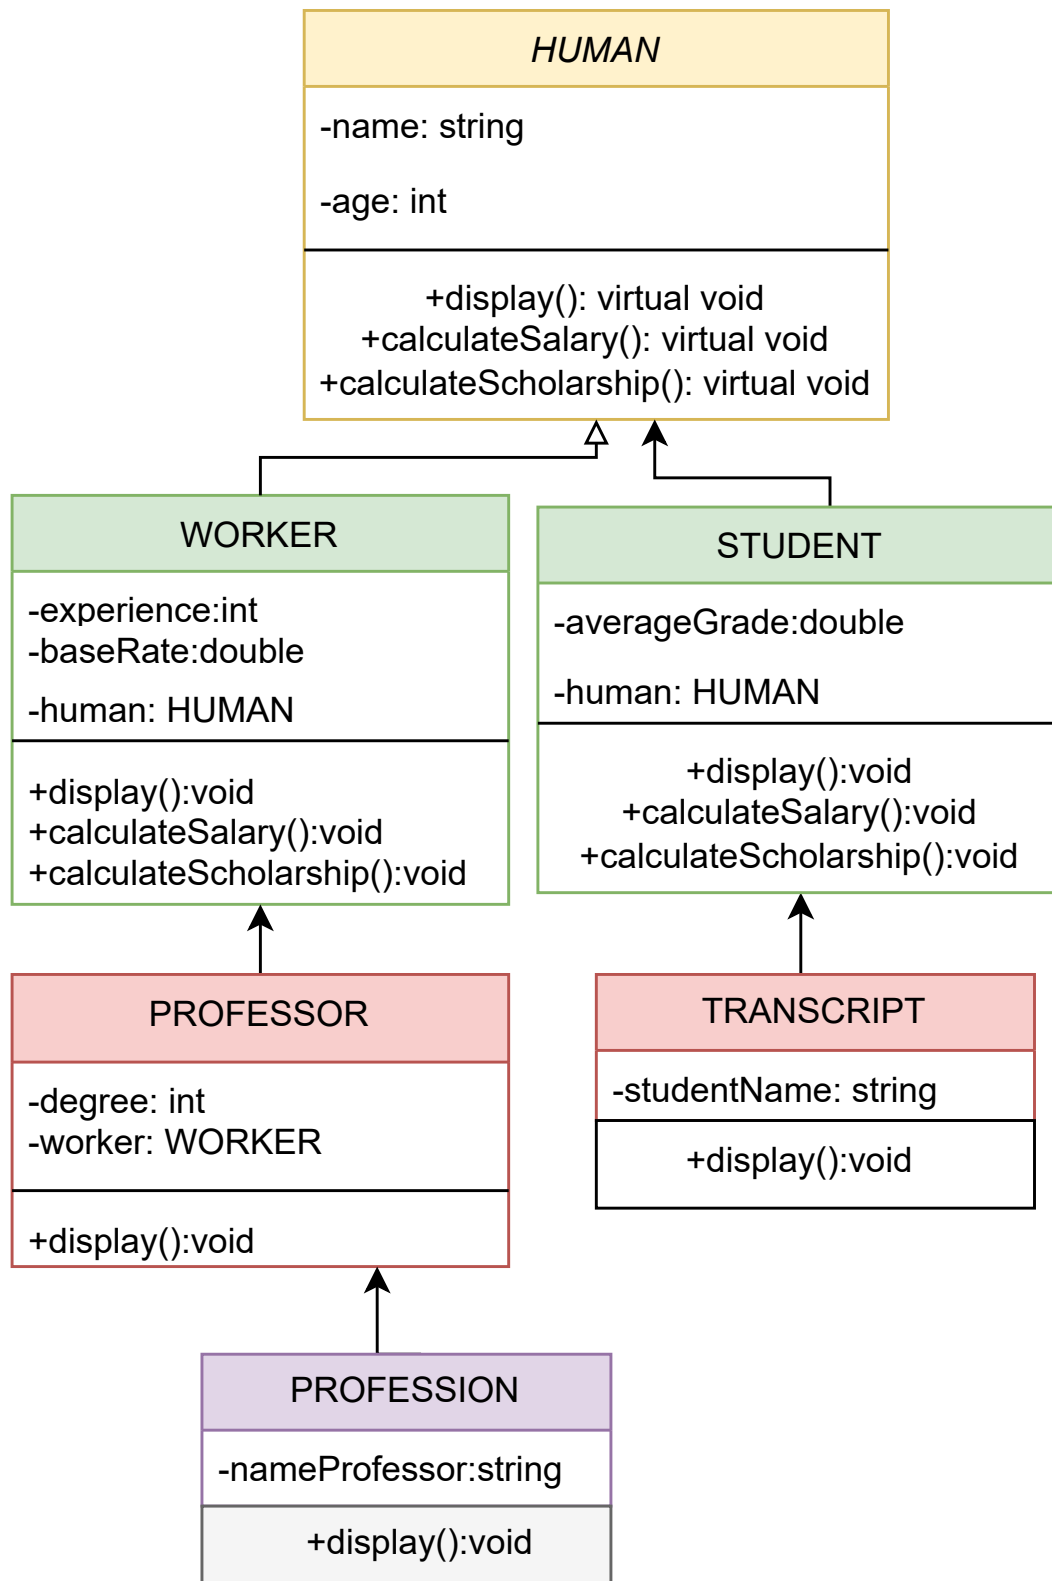 HUMAN
-name: string
-age: int
+display(): virtual void
+calculateSalary(): virtual void
+calculateScholarship(): virtual void
WORKER
-experience:int
-baseRate:double
-human: HUMAN
+display():void
+calculateSalary():void
+calculateScholarship():void
STUDENT
-averageGrade:double
-human: HUMAN
+display():void
+calculateSalary():void
+calculateScholarship():void
PROFESSOR
-degree: int
-worker: WORKER
+display():void
TRANSCRIPT
-studentName: string
+display():void
PROFESSION
-nameProfessor:string
+display():void